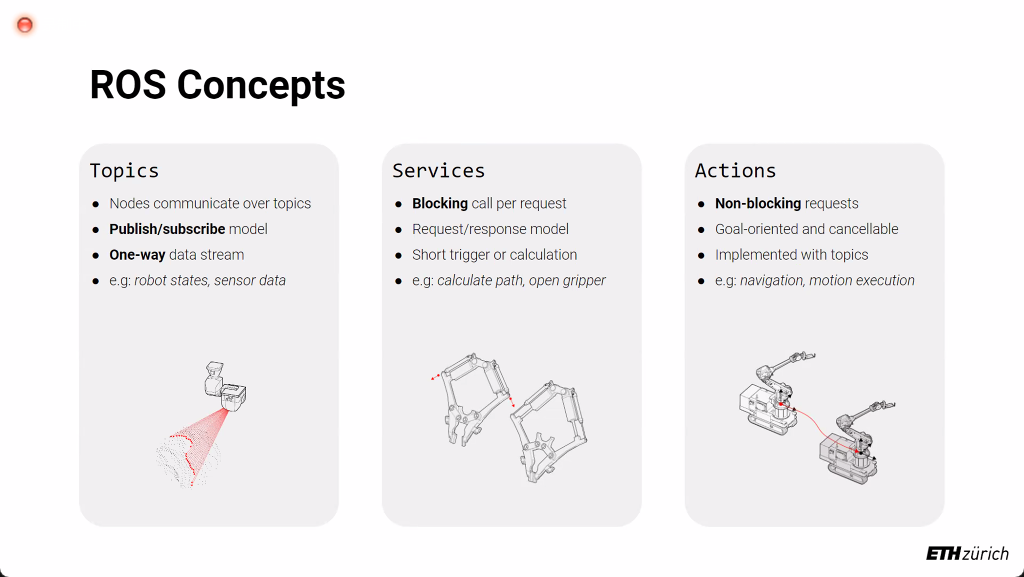 ROS Concepts
Topics
● Nodes communicate over topics
● Publish/subscribe model
● One-way data stream
● e.g: robot states, sensor data
Services
● Blocking call per request
● Request/response model
● Short trigger or calculation
● e.g: calculate path, open gripper
Actions
● Non-blocking requests
● Goal-oriented and cancellable
● Implemented with topics
● e.g: navigation, motion execution
ETH zürich